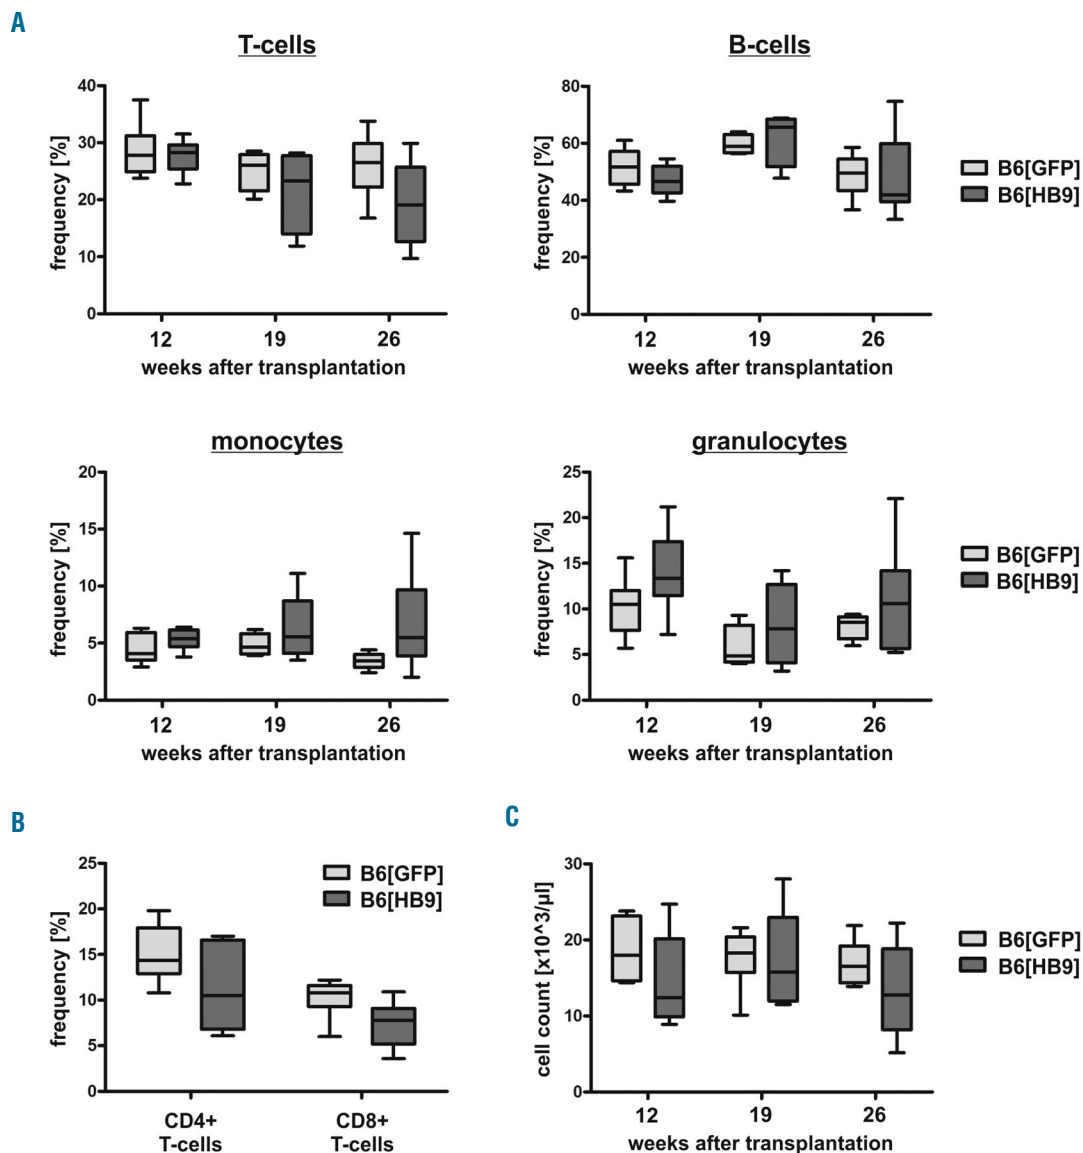 A
T-cells
frequency [%]
40
30
20
10
0
12 19 26
weeks after transplantation
B-cells
frequency [%]
80
60
40
20
0
12 19 26
weeks after transplantation
B6[GFP]
B6[HB9]
monocytes
frequency [%]
20
15
10
5
0
12 19 26
weeks after transplantation
granulocytes
frequency [%]
25
20
15
10
5
0
12 19 26
weeks after transplantation
B6[GFP]
B6[HB9]
B
frequency [%]
25
20
15
10
5
0
B6[GFP]
B6[HB9]
CD4+ CD8+
T-cells T-cells
C
cell count [x10^3/µl]
30
20
10
0
12 19 26
weeks after transplantation
B6[GFP]
B6[HB9]